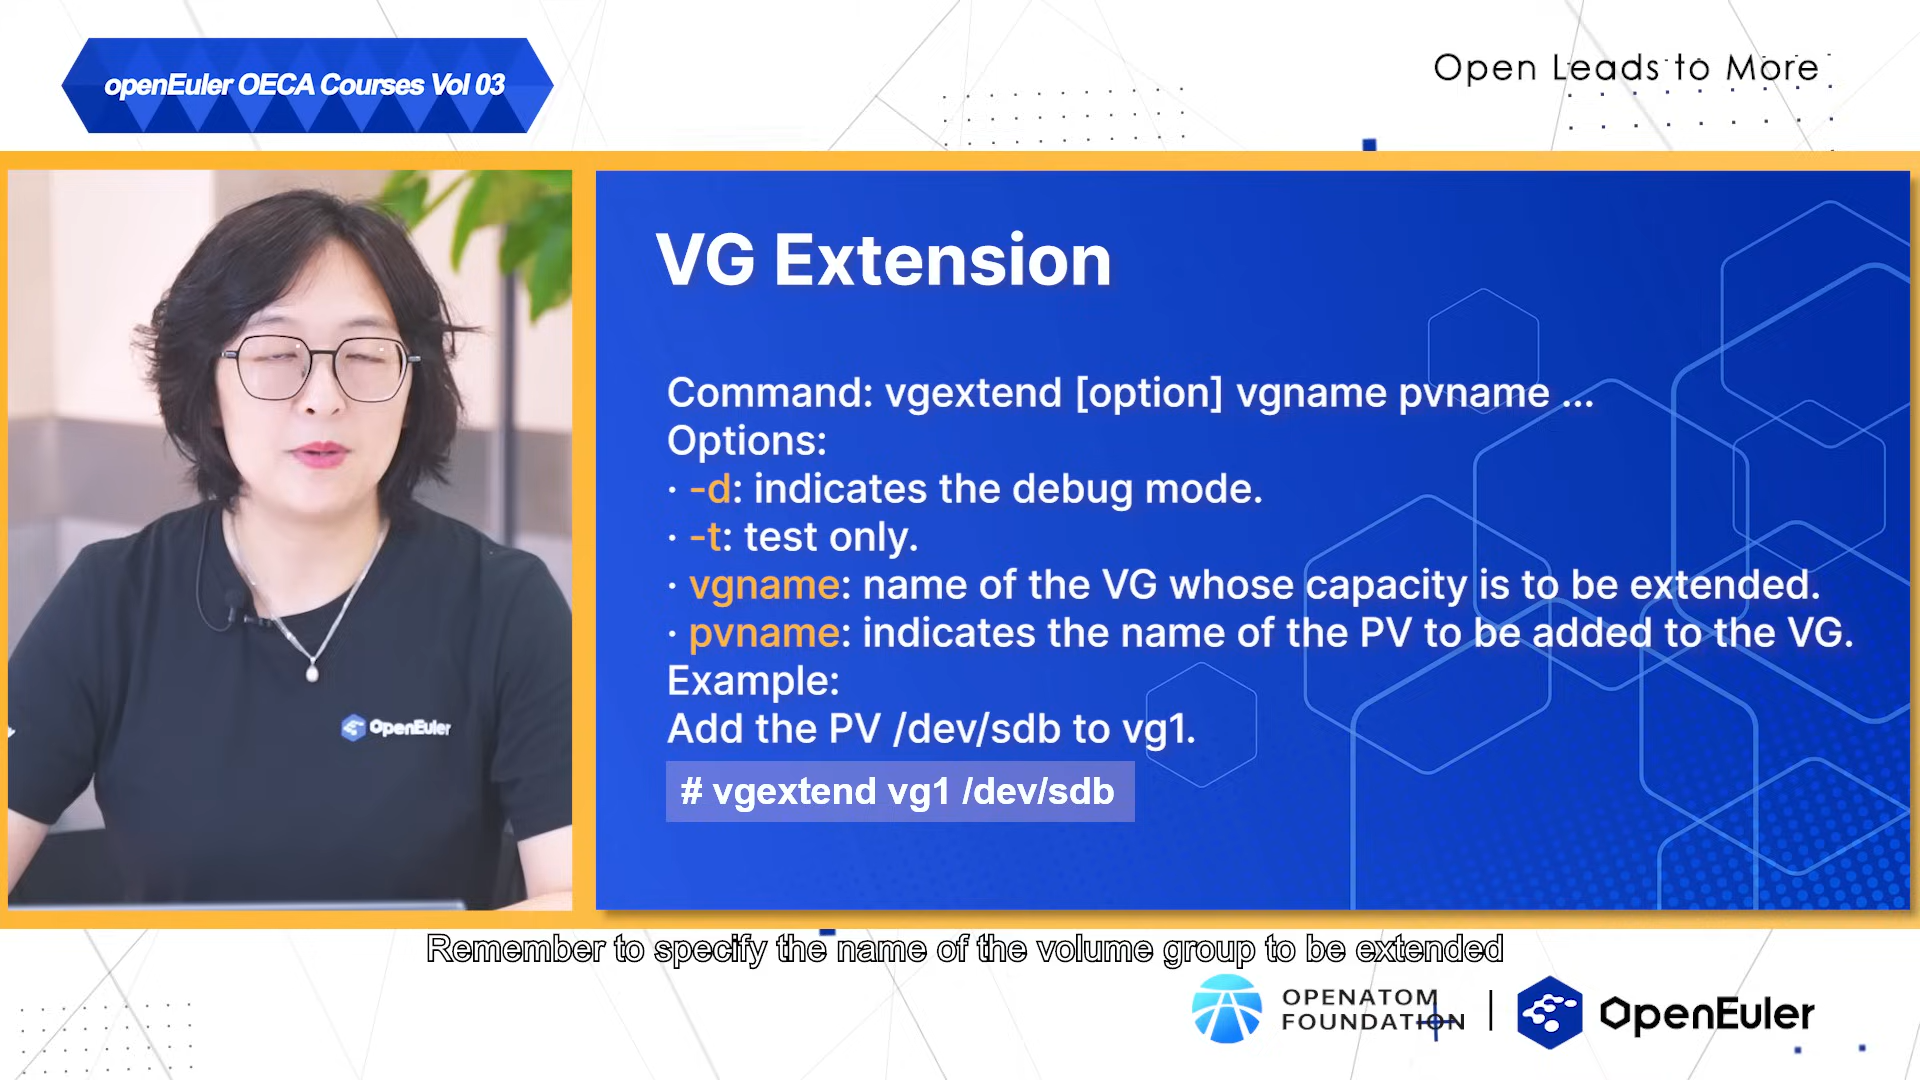 openEuler OECA Courses Vol 03
Open Leads to More
VG Extension
Command: vgextend [option] vgname pvname ...
Options:
· -d: indicates the debug mode.
· -t: test only.
· vgname: name of the VG whose capacity is to be extended.
· pvname: indicates the name of the PV to be added to the VG.
Example:
Add the PV /dev/sdb to vg1.
# vgextend vg1 /dev/sdb
OpenEuler
Remember to specify the name of the volume group to be extended
OPENATOM
FOUNDATION
OpenEuler